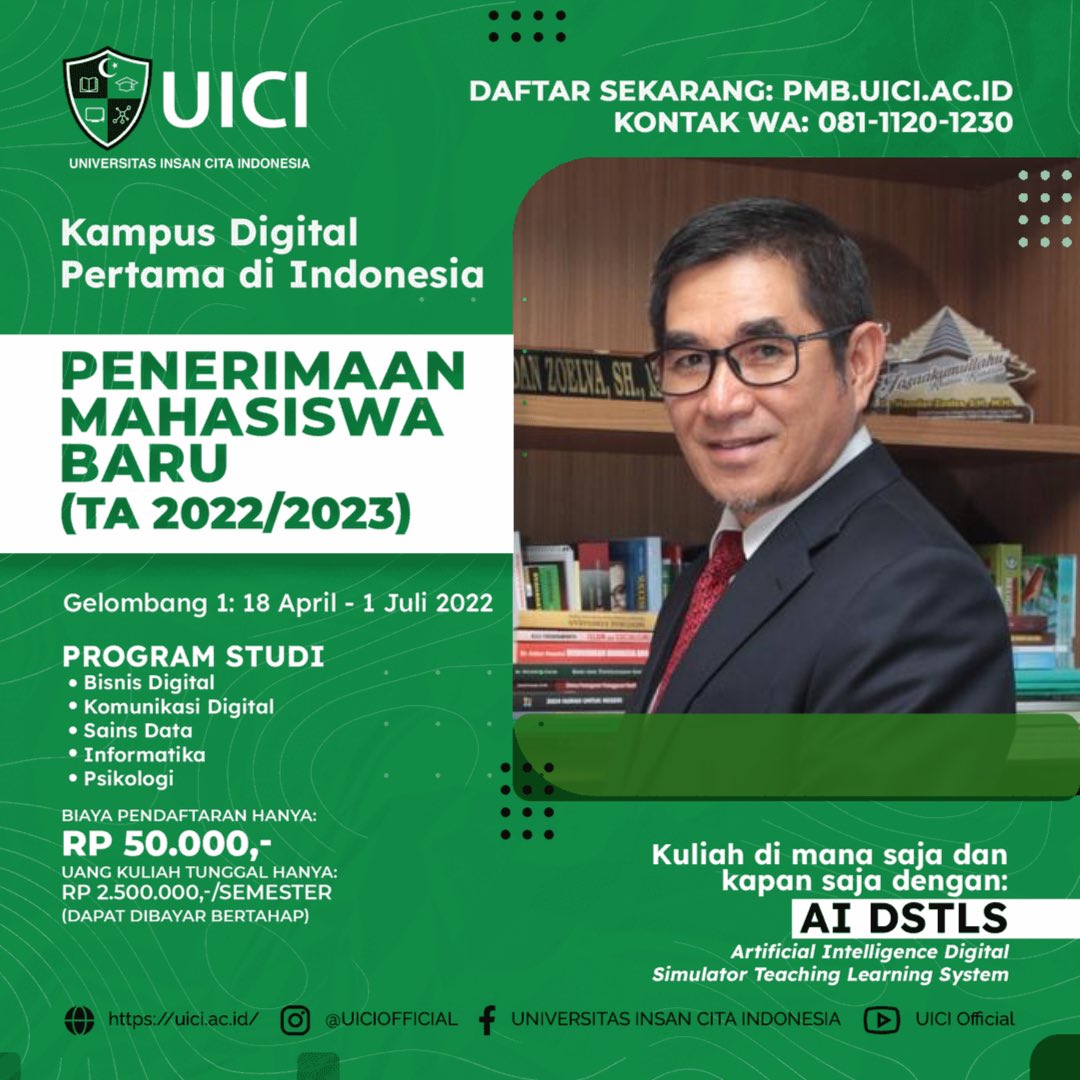 UICI
UNIVERSITAS INSAN CITA INDONESIA
DAFTAR SEKARANG: PMB.UICI.AC.ID
KONTAK WA: 081-1120-1230
Kampus Digital
Pertama di Indonesia
PENERIMAAN
MAHASISWA
BARU
(TA 2022/2023)
Gelombang 1: 18 April - 1 Juli 2022
PROGRAM STUDI
• Bisnis Digital
• Komunikasi Digital
• Sains Data
• Informatika
• Psikologi
BIAYA PENDAFTARAN HANYA:
RP 50.000,-
UANG KULIAH TUNGGAL HANYA:
RP 2.500.000,-/SEMESTER
(DAPAT DIBAYAR BERTAHAP)
DAN ZOELVA, SH.,
Kuliah di mana saja dan
kapan saja dengan:
AI DSTLS
Artificial Intelligence Digital
Simulator Teaching Learning System
https://uici.ac.id/
@UICIOFFICIAL
UNIVERSITAS INSAN CITA INDONESIA
UICI Official